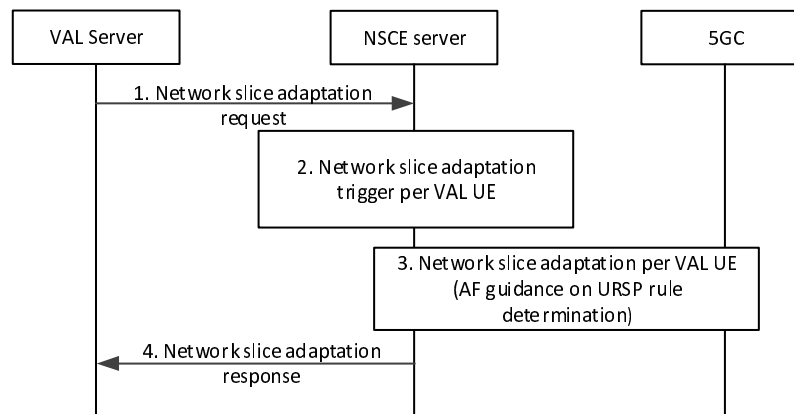 VAL Server
NSCE server
5GC
1. Network slice adaptation
request
2. Network slice adaptation
trigger per VAL UE
3. Network slice adaptation per VAL UE
(AF guidance on URSP rule
determination)
4. Network slice adaptation
response